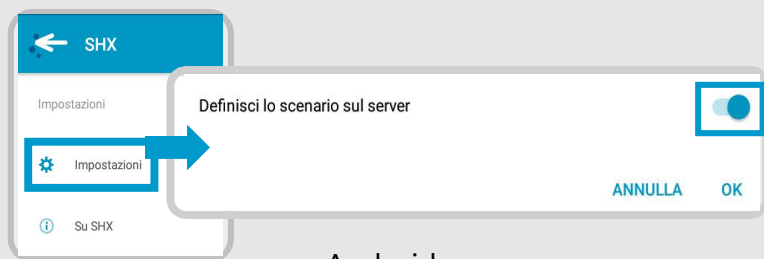 SHX
Impostazioni
Impostazioni
Su SHX
Definisci lo scenario sul server
ANNULLA OK